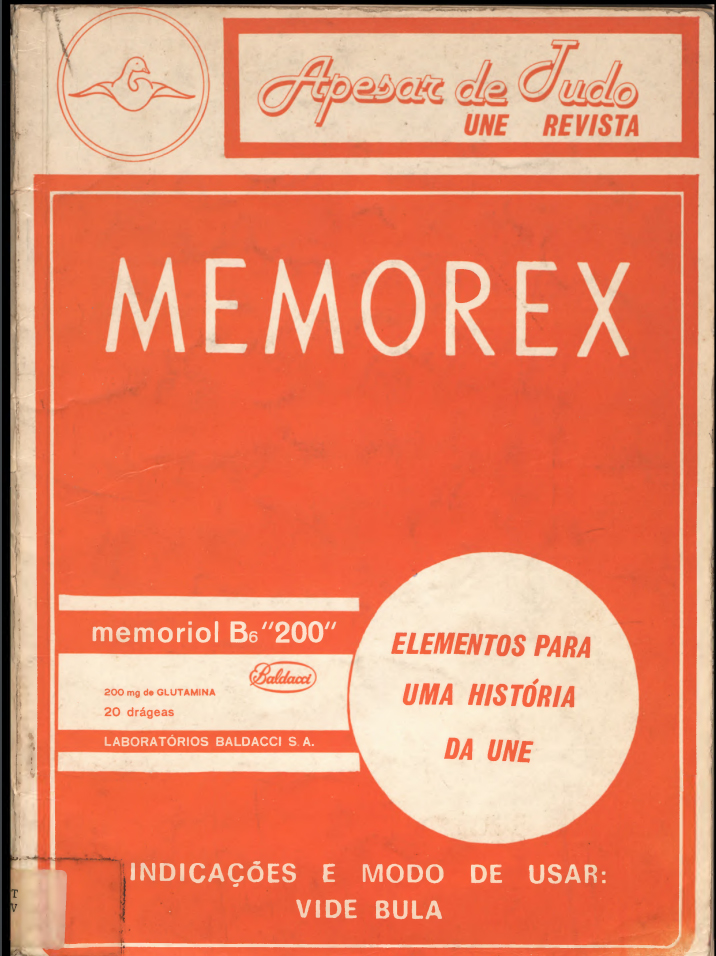 Apesar de Tudo
UNE REVISTA
MEMOREX
memoriol B6 "200"
Baldacci
200 mg de GLUTAMINA
20 drágeas
LABORATÓRIOS BALDACCI S.A.
ELEMENTOS PARA
UMA HISTÓRIA
DA UNE
INDICAÇÕES E MODO DE USAR:
VIDE BULA
T
V